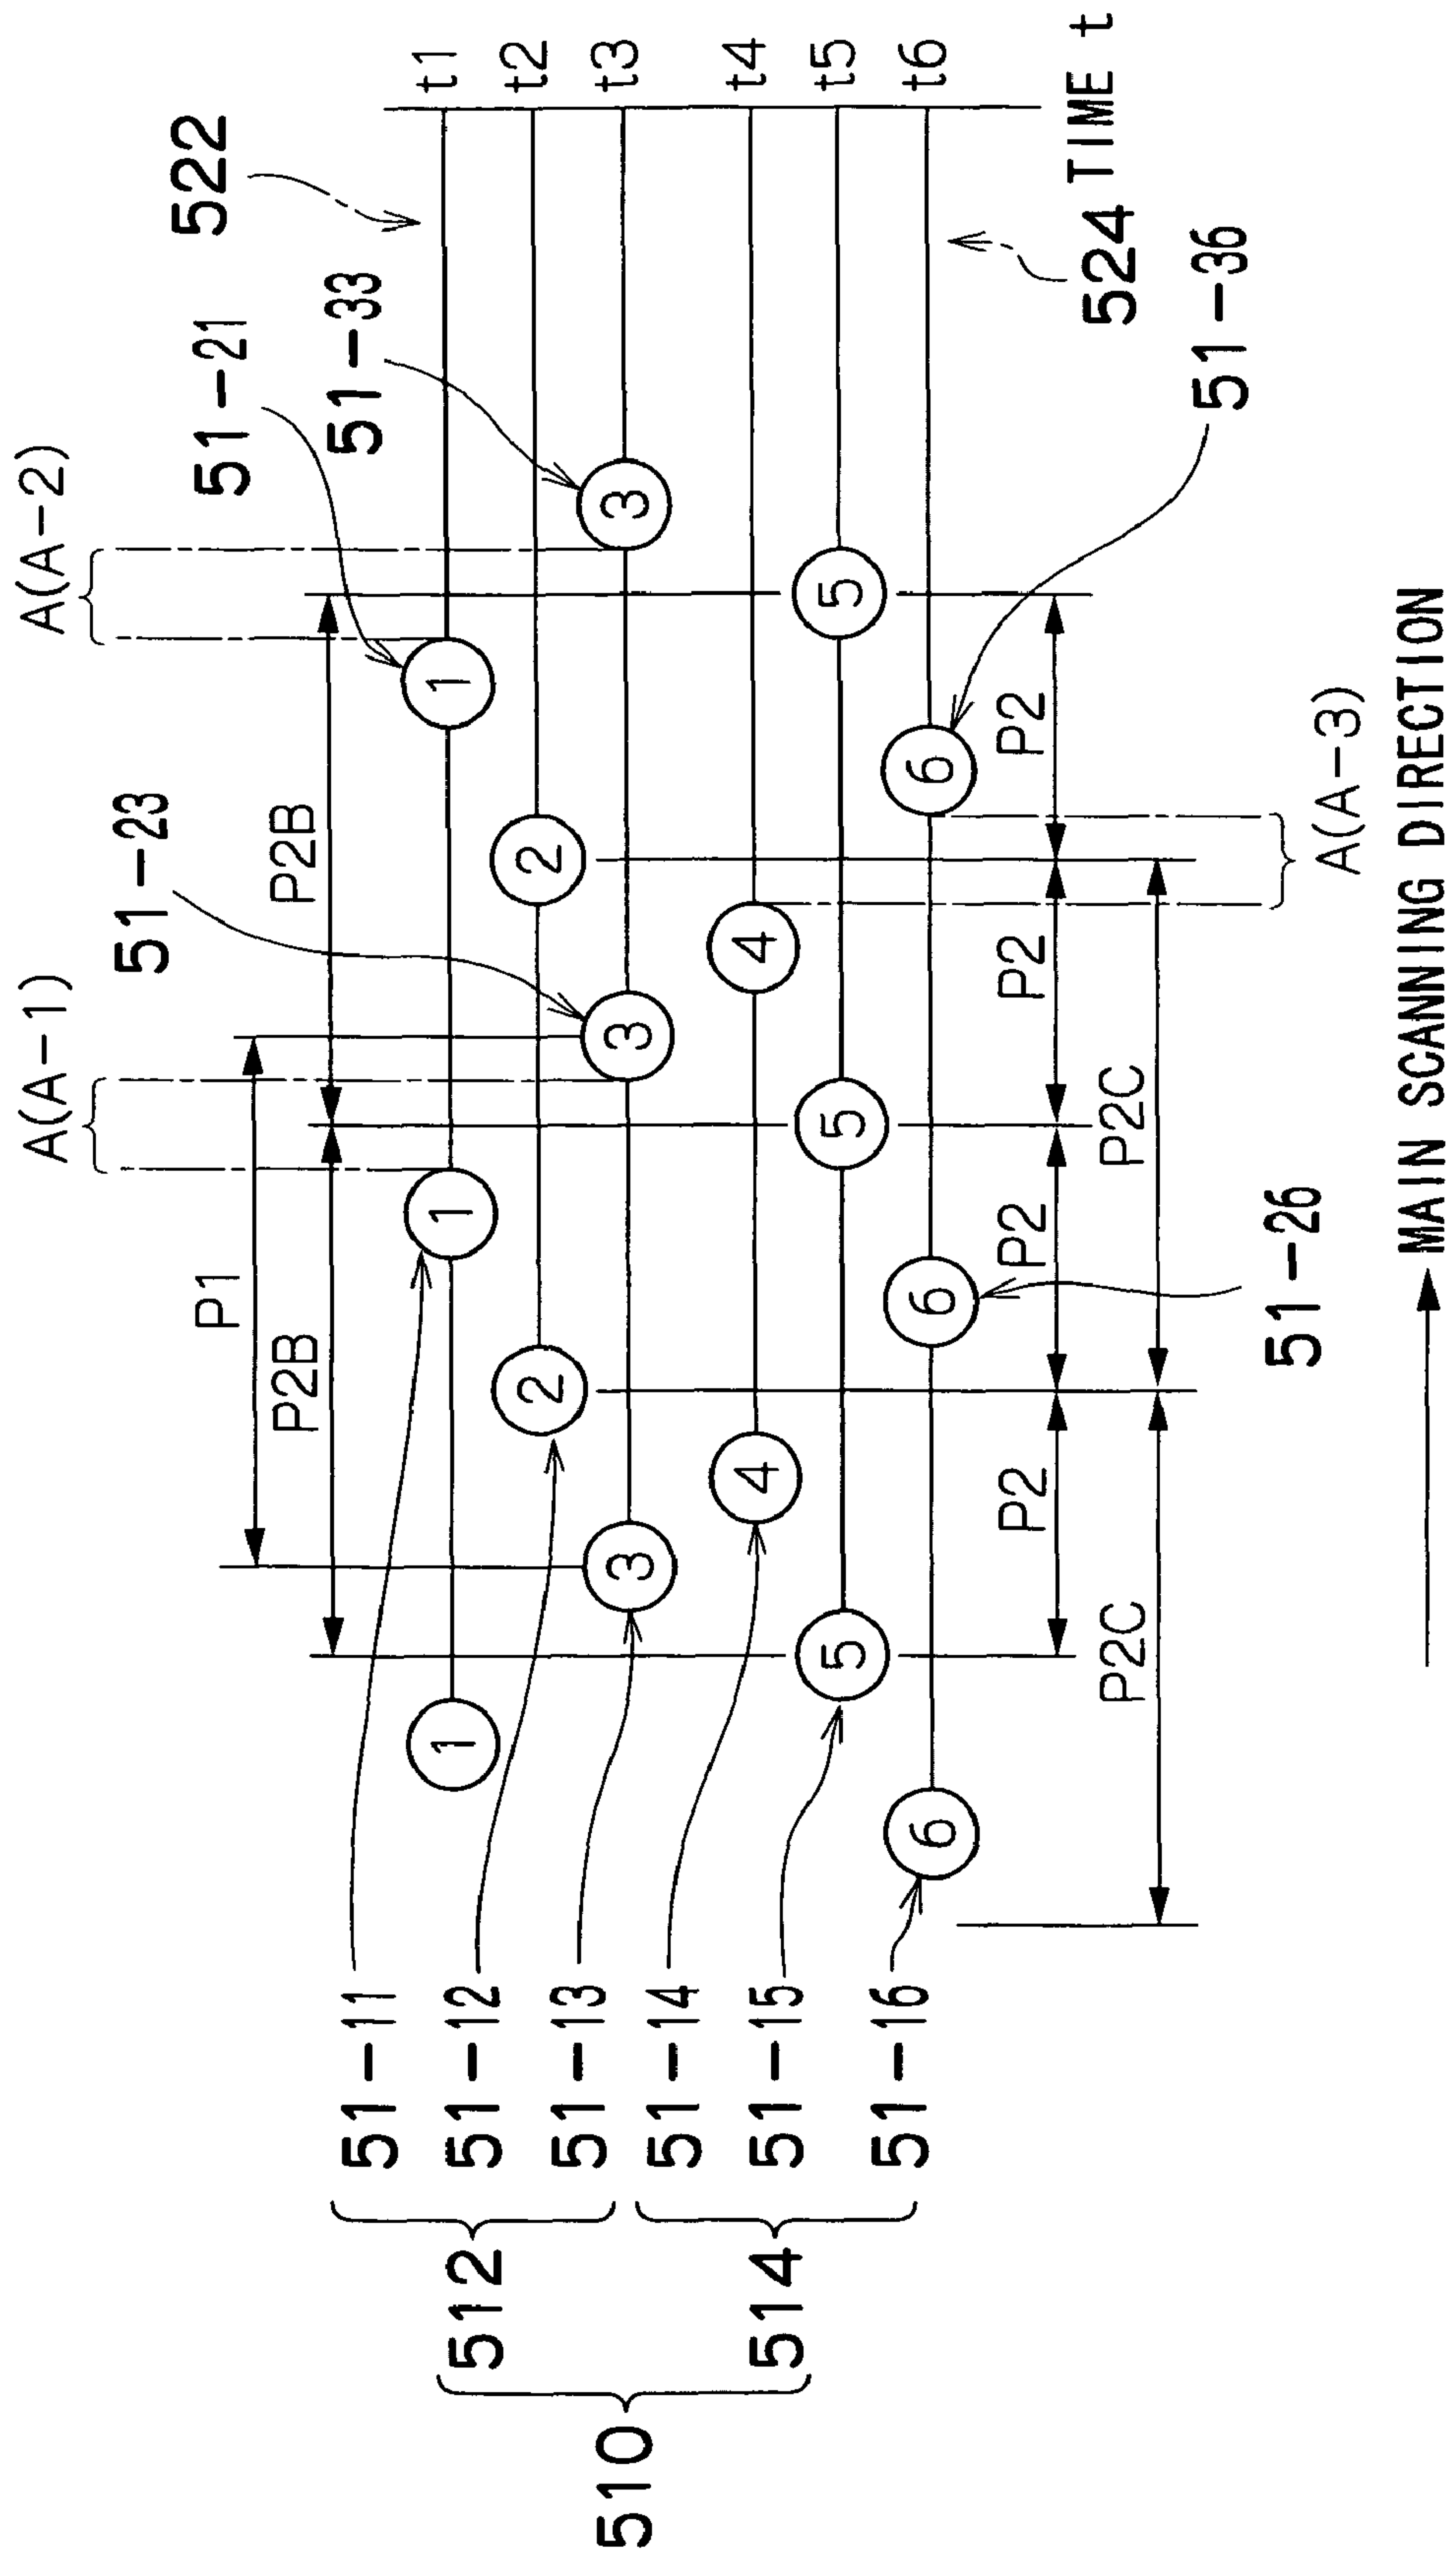 510
512
514
51-11
51-12
51-13
51-14
51-15
51-16
A(A-1)
A(A-2)
51-23
51-21
51-33
522
P1
P2B
P2B
1
1
1
t1
2
2
t2
3
3
3
t3
4
4
t4
5
5
5
t5
6
6
6
t6
P2
P2
P2
P2
524
TIME t
P2C
P2C
51-36
51-26
A(A-3)
MAIN SCANNING DIRECTION